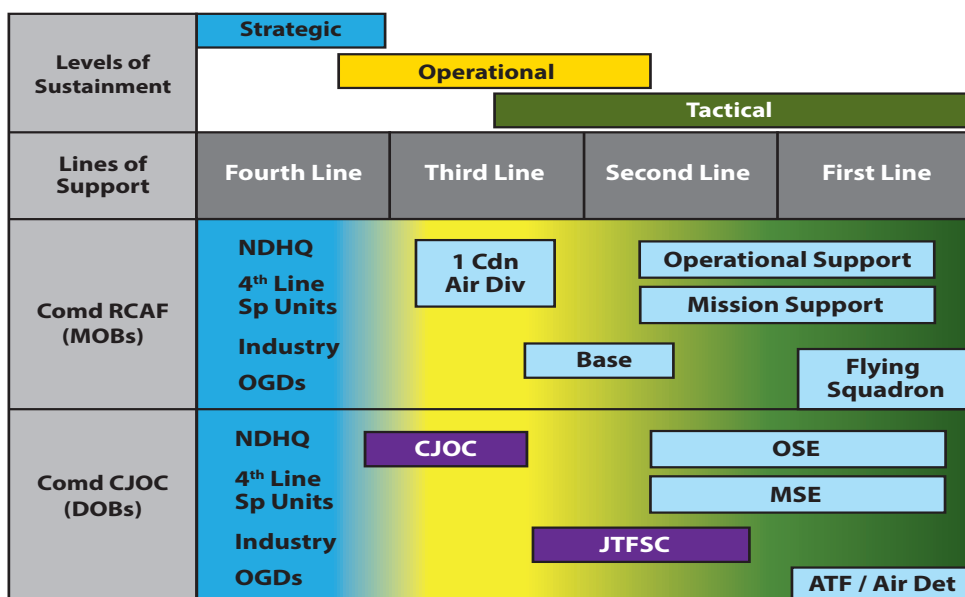 Levels of
Sustainment
Strategic
Operational
Tactical
Lines of
Support
Fourth Line
Third Line
Second Line
First Line
Comd RCAF
(MOBs)
NDHQ
4th Line
Sp Units
Industry
OGDs
1 Cdn
Air Div
Base
Operational Support
Mission Support
Flying
Squadron
Comd CJOC
(DOBs)
NDHQ
4th Line
Sp Units
Industry
OGDs
CJOC
JTFSC
OSE
MSE
ATF / Air Det